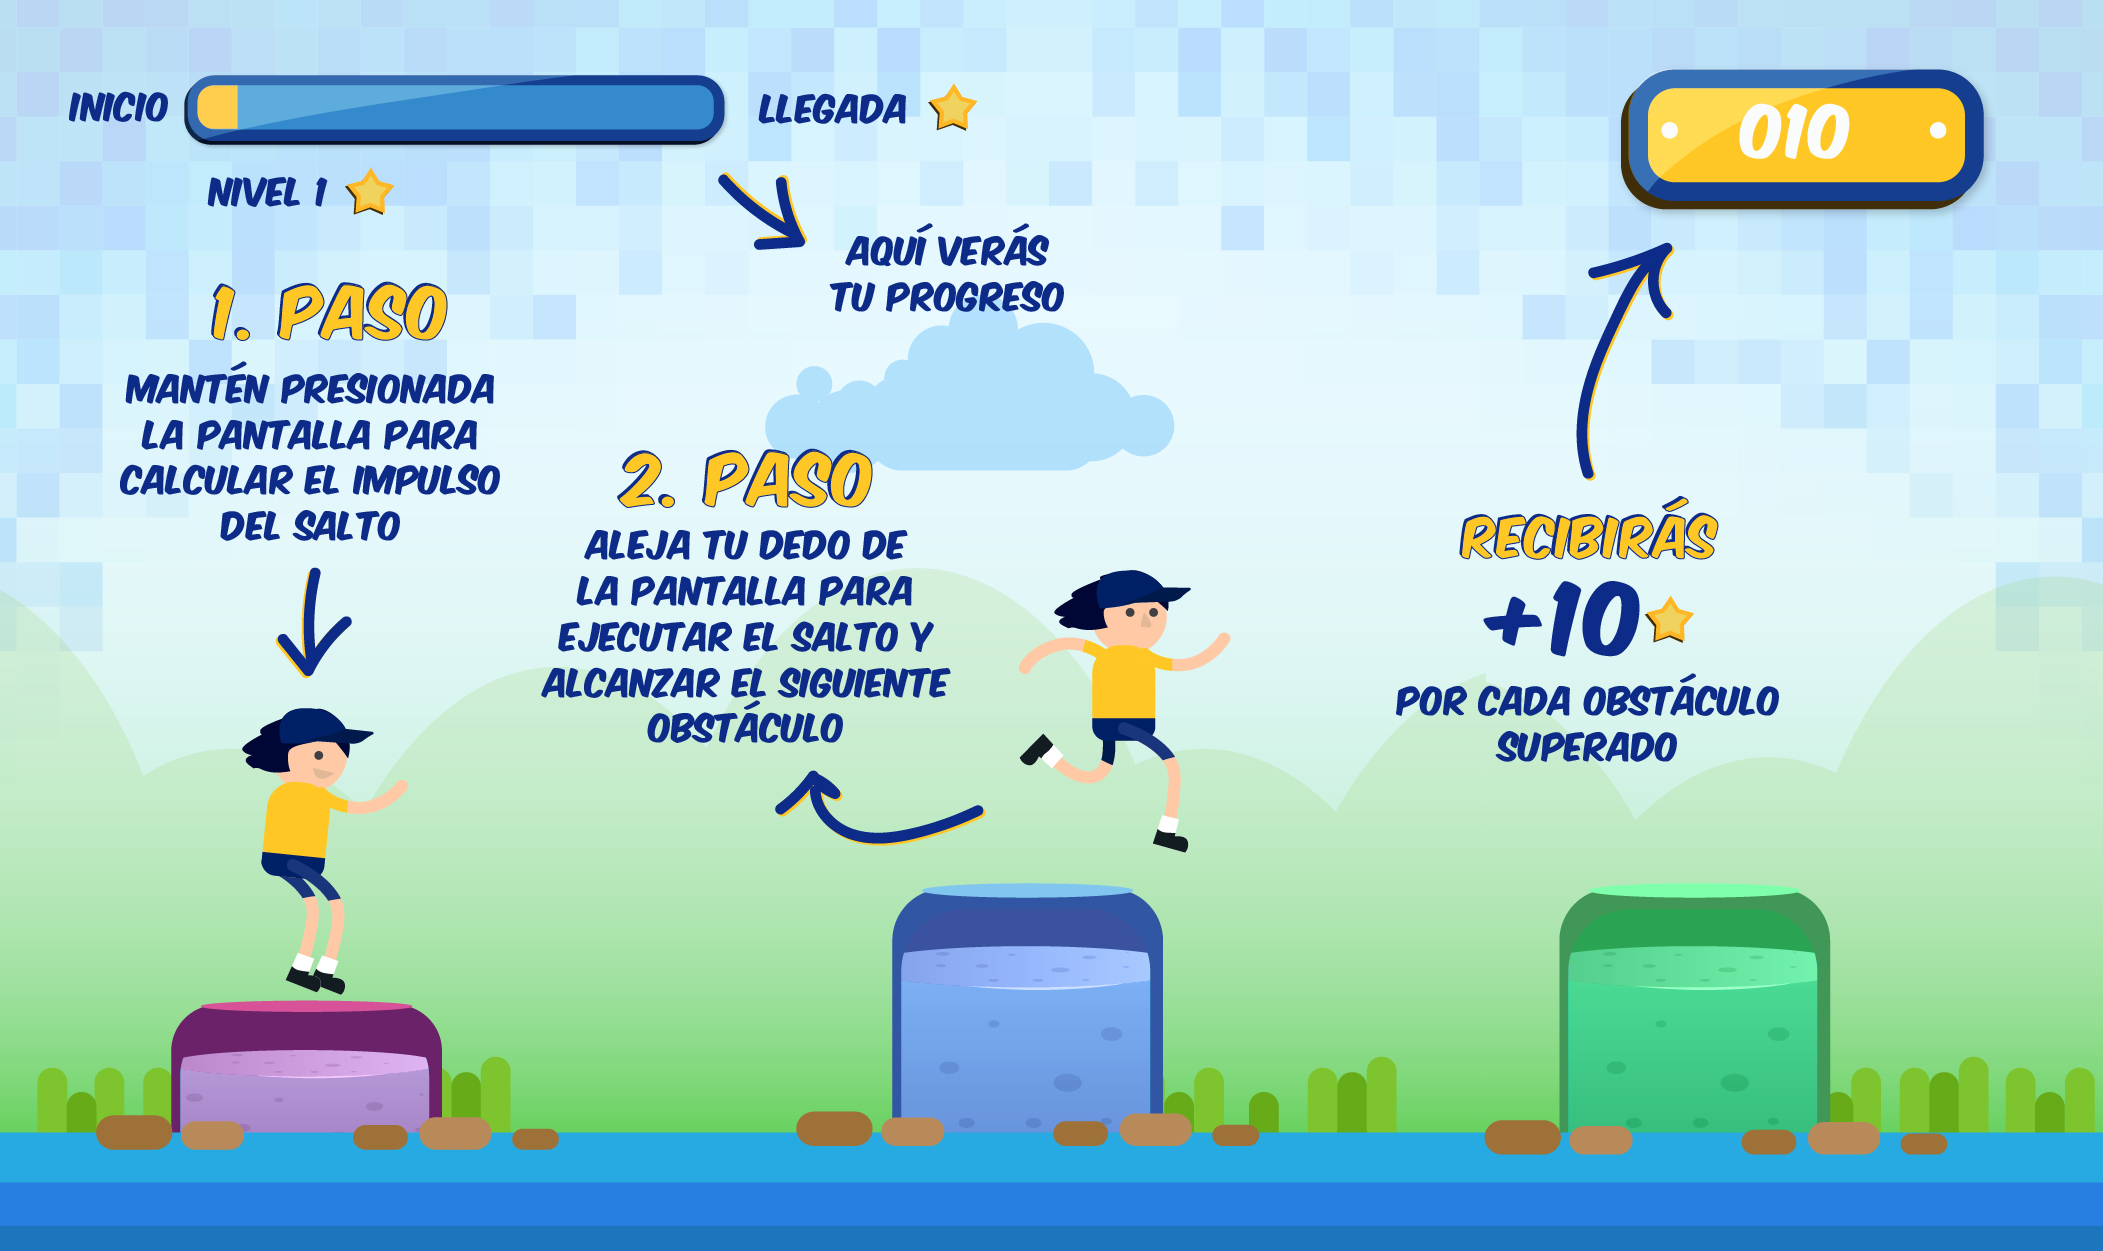 INICIO
LLEGADA
010
NIVEL 1
AQUÍ VERÁS
TU PROGRESO
1. PASO
MANTÉN PRESIONADA
LA PANTALLA PARA
CALCULAR EL IMPULSO
DEL SALTO
2. PASO
ALEJA TU DEDO DE
LA PANTALLA PARA
EJECUTAR EL SALTO Y
ALCANZAR EL SIGUIENTE
OBSTÁCULO
RECIBIRÁS
+10
POR CADA OBSTÁCULO
SUPERADO